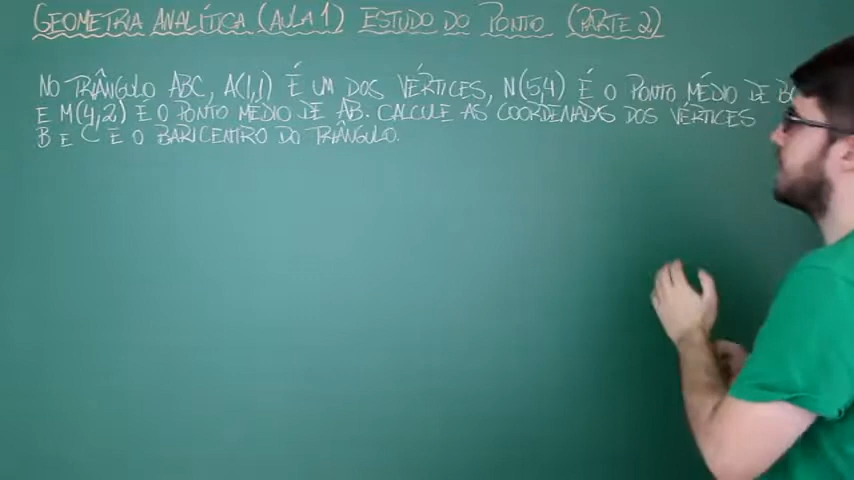 GEOMETRIA ANALÍTICA (AULA 1) ESTUDO DO PONTO (PARTE 2)
NO TRIÂNGULO ABC, A(1,1) É UM DOS VÉRTICES, N(5,4) É O PONTO MÉDIO DE
E M(4,2) É O PONTO MÉDIO DE AB. CALCULE AS COORDENADAS DOS VÉRTICES
B E C E O BARICENTRO DO TRIÂNGULO.